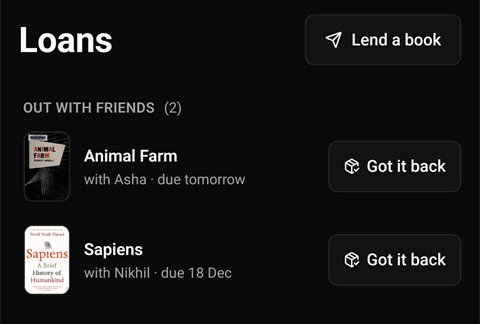 Loans
Lend a book
OUT WITH FRIENDS (2)
ANIMAL
FARM
Animal Farm
with Asha · due tomorrow
Got it back
Yuval Noah Harari
Sapiens
A Brief
History of
Humankind
Sapiens
with Nikhil · due 18 Dec
Got it back